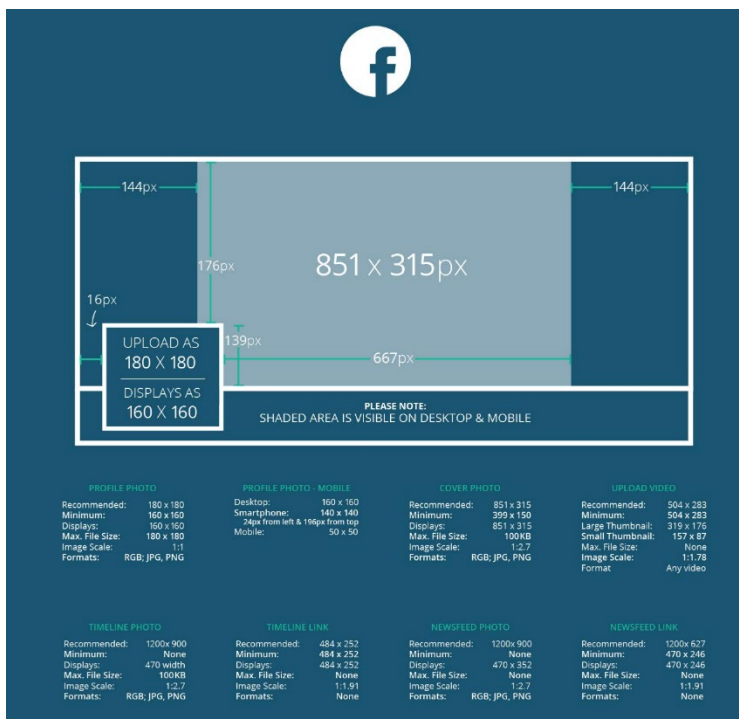 f
144px
144px
176px
851 x 315px
16px
139px
667px
UPLOAD AS
180 X 180
DISPLAYS AS
160 X 160
PLEASE NOTE:
SHADED AREA IS VISIBLE ON DESKTOP & MOBILE
PROFILE PHOTO
Recommended: 180 x 180
Minimum: 160 x 160
Displays: 160 x 160
Max. File Size: 180 x 180
Image Scale: 1:1
Formats: RGB; JPG, PNG
PROFILE PHOTO - MOBILE
Desktop: 160 x 160
Smartphone: 140 x 140
24px from left & 196px from top
Mobile: 50 x 50
COVER PHOTO
Recommended: 851 x 315
Minimum: 399 x 150
Displays: 851 x 315
Max. File Size: 100KB
Image Scale: 1:2.7
Formats: RGB; JPG, PNG
UPLOAD VIDEO
Recommended: 504 x 283
Minimum: 504 x 283
Large Thumbnail: 319 x 176
Small Thumbnail: 157 x 87
Max. File Size: None
Image Scale: 1:1.78
Format Any video
TIMELINE PHOTO
Recommended: 1200x 900
Minimum: None
Displays: 470 width
Max. File Size: 100KB
Image Scale: 1:2.7
Formats: RGB; JPG, PNG
TIMELINE LINK
Recommended: 484 x 252
Minimum: 484 x 252
Displays: 484 x 252
Max. File Size: None
Image Scale: 1:1.91
Formats: None
NEWSFEED PHOTO
Recommended: 1200x 900
Minimum: None
Displays: 470 x 352
Max. File Size: None
Image Scale: 1:2.7
Formats: RGB; JPG, PNG
NEWSFEED LINK
Recommended: 1200x 627
Minimum: 470 x 246
Displays: 470 x 246
Max. File Size: None
Image Scale: 1:1.91
Formats: None